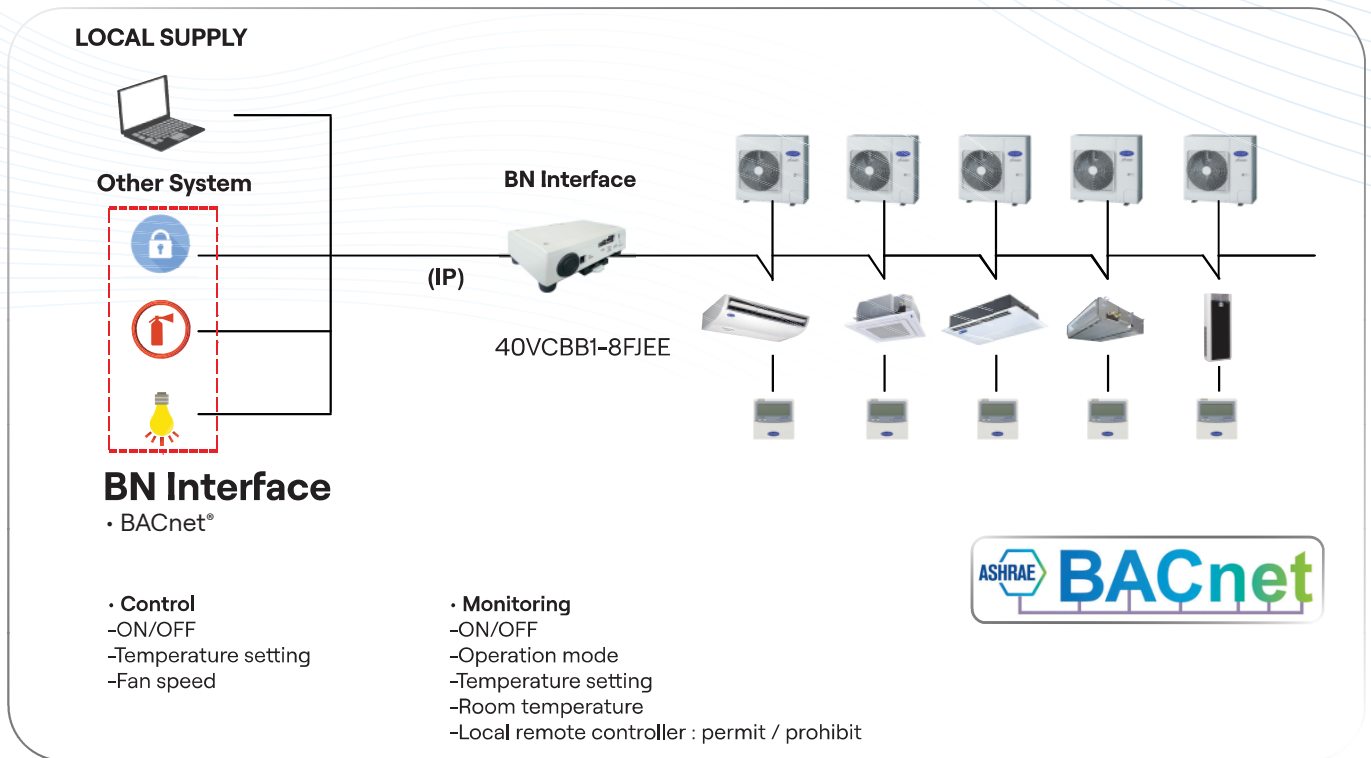 LOCAL SUPPLY
Other System
BN Interface
(IP)
40VCBB1-8FJEE
BN Interface
• BACnet®
• Control
-ON/OFF
-Temperature setting
-Fan speed
• Monitoring
-ON/OFF
-Operation mode
-Temperature setting
-Room temperature
-Local remote controller : permit / prohibit
ASHRAE BACnet